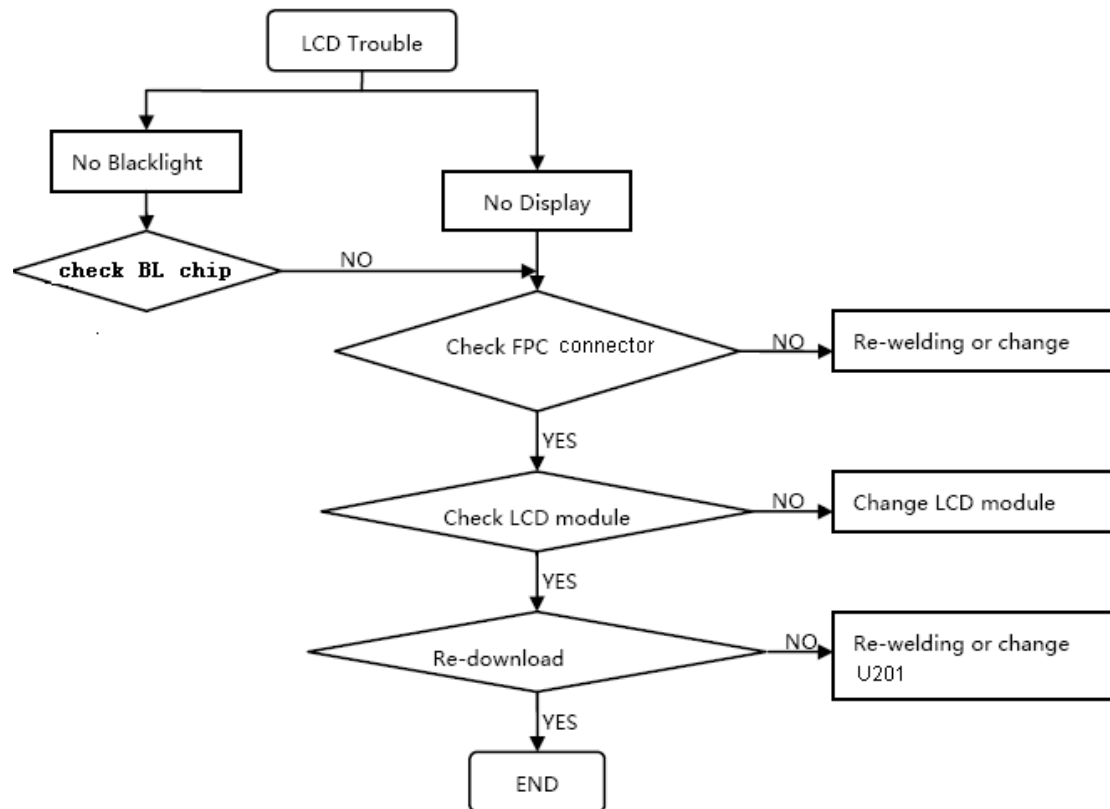 LCD Trouble
No Blacklight
No Display
check BL chip
NO
Check FPC connector
NO
Re-welding or change
YES
Check LCD module
NO
Change LCD module
YES
Re-download
NO
Re-welding or change
U201
YES
END